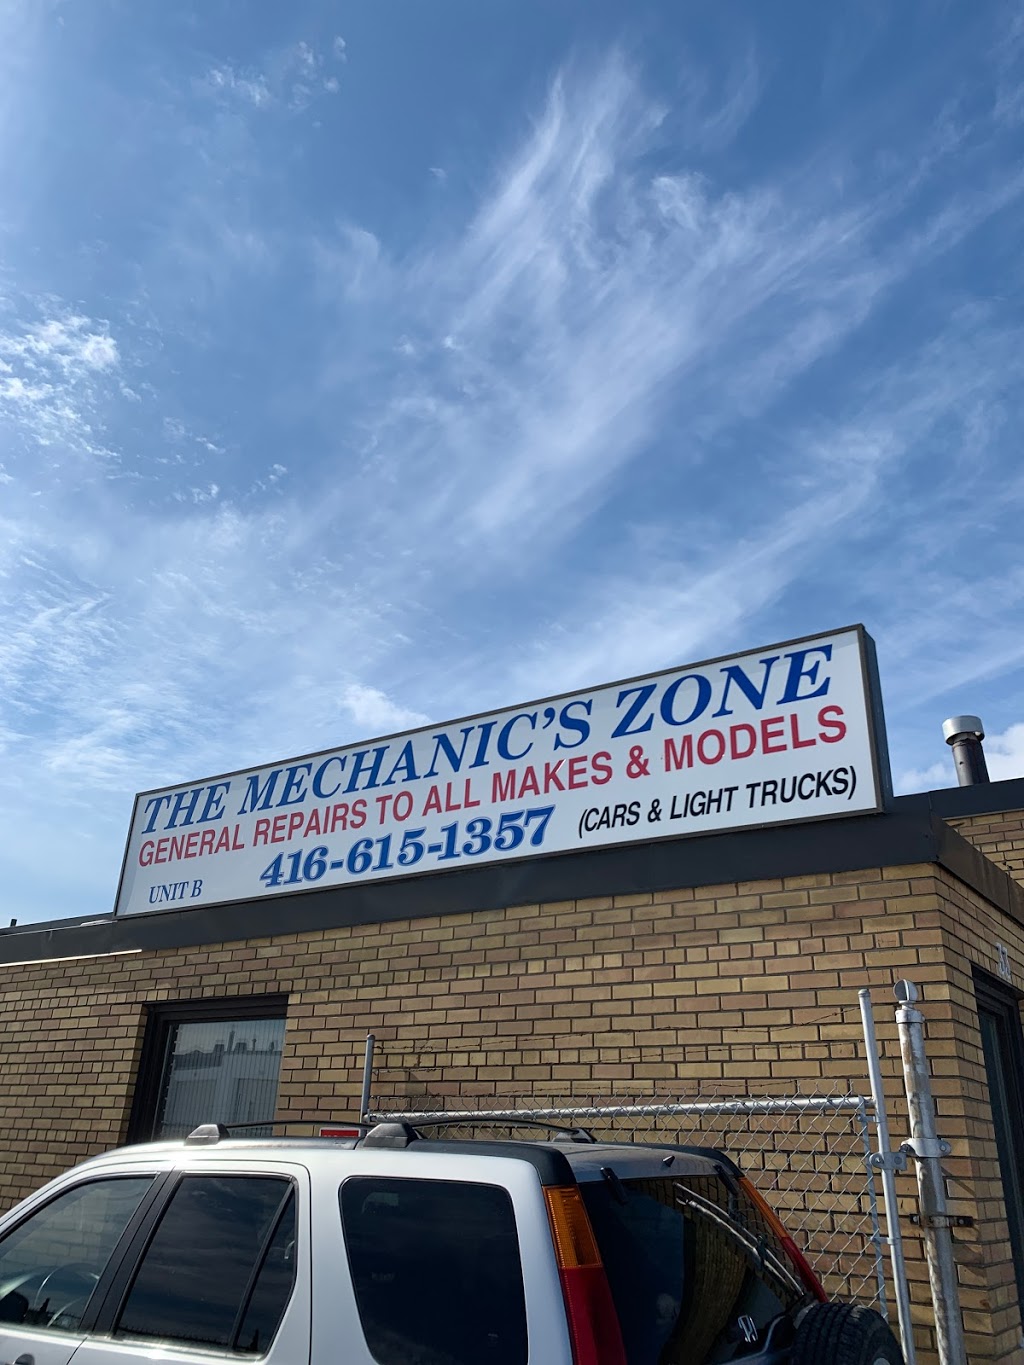 THE MECHANIC'S ZONE
GENERAL REPAIRS TO ALL MAKES & MODELS
416-615-1357 (CARS & LIGHT TRUCKS)
UNIT B